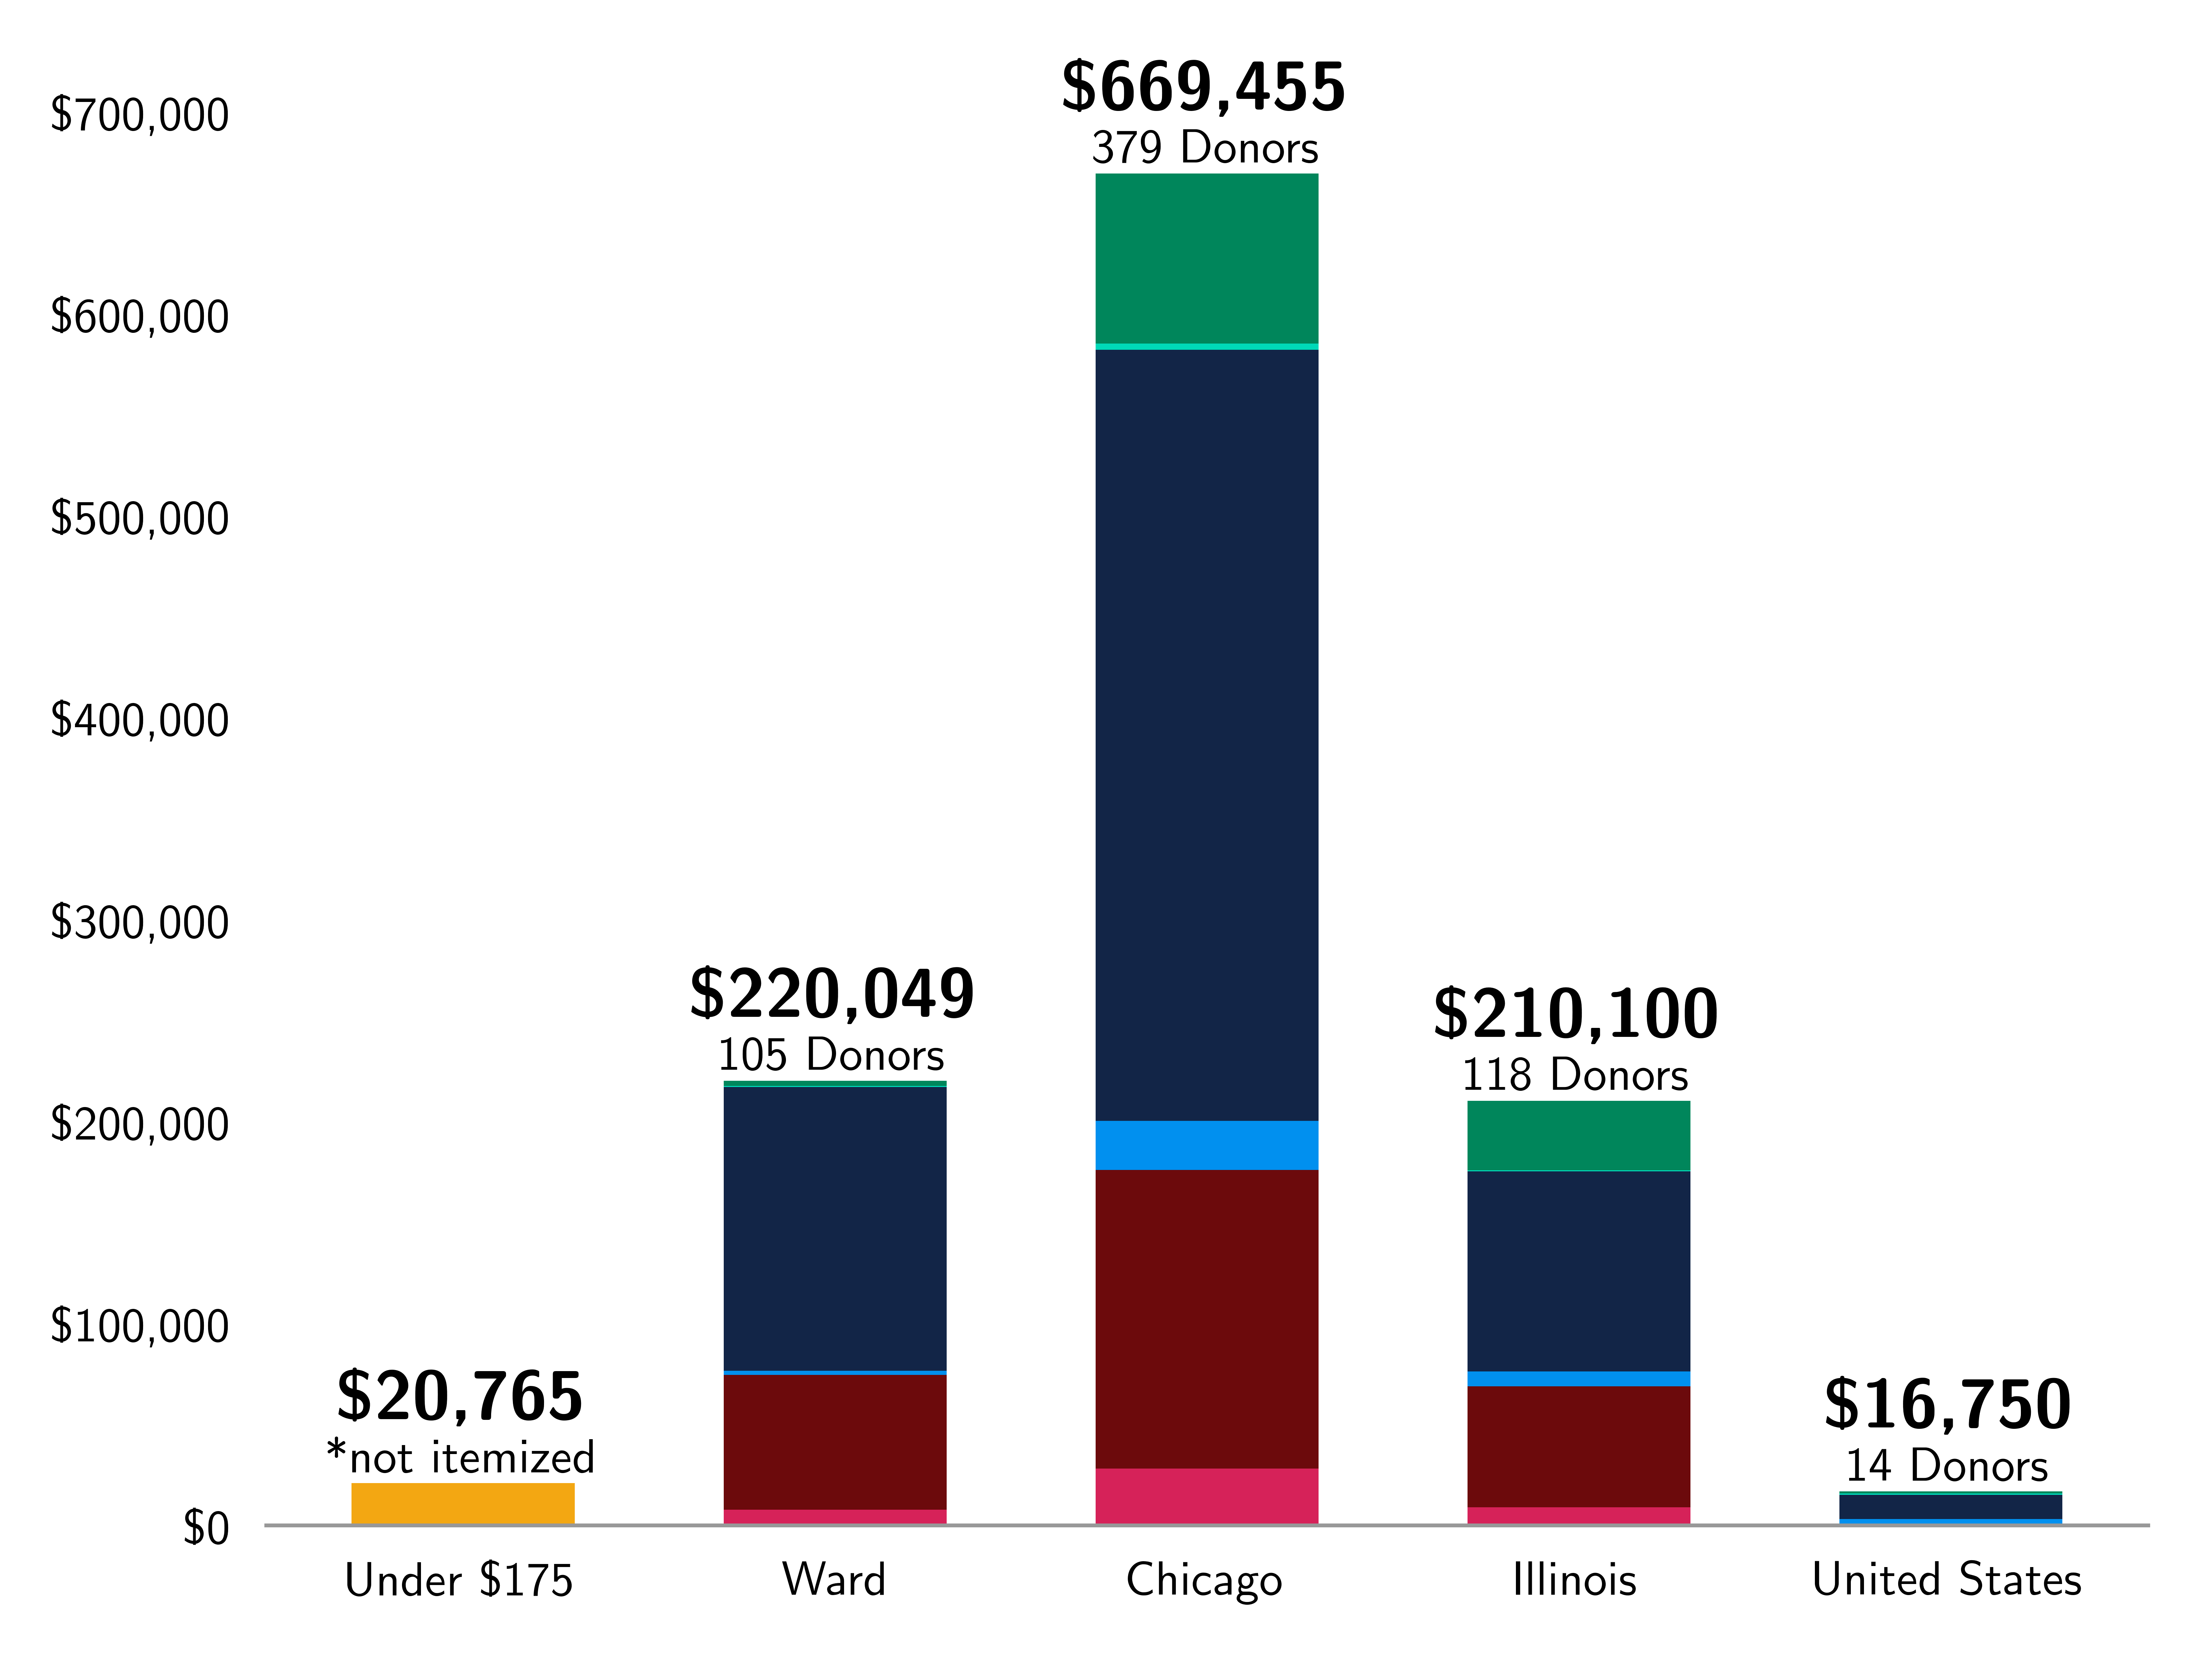 $669,455
379 Donors
$700,000
$600,000
$500,000
$400,000
$300,000
$220,049
105 Donors
$210,100
118 Donors
$200,000
$100,000
$20,765
*not itemized
$16,750
14 Donors
$0
Under $175
Ward
Chicago
Illinois
United States